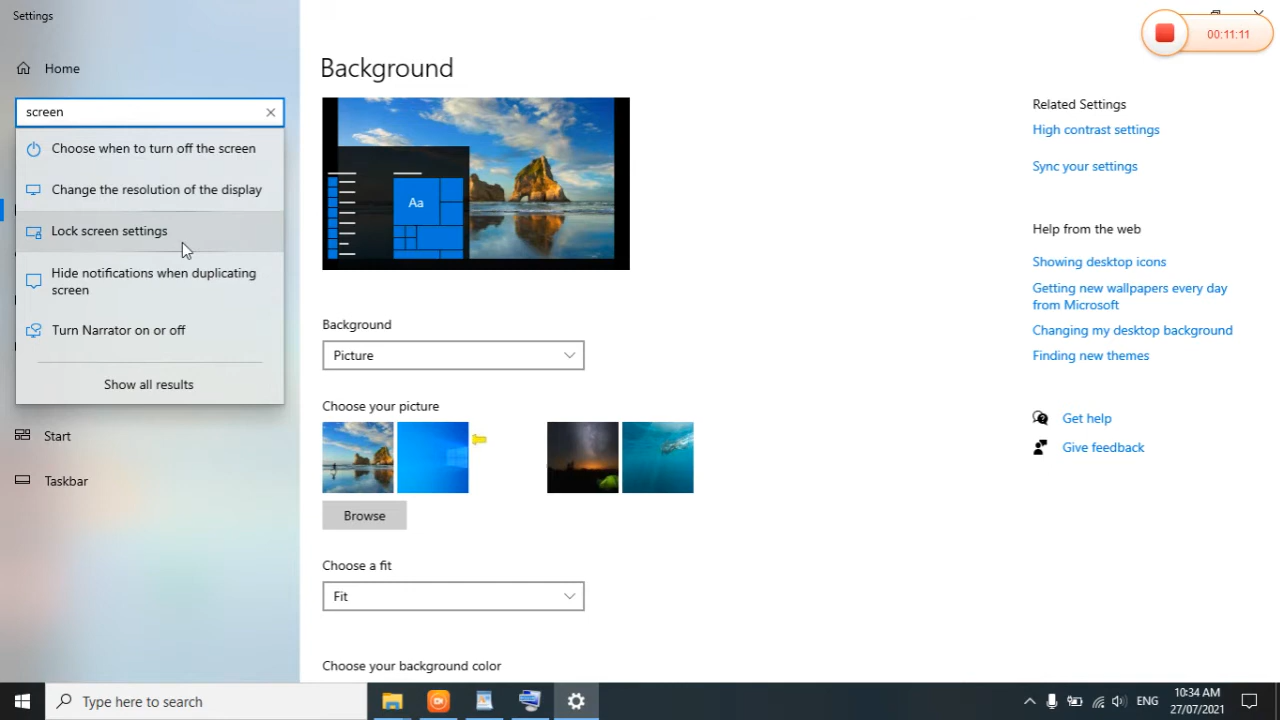 Settings
00:11:11
Home
screen
Choose when to turn off the screen
Change the resolution of the display
Lock screen settings
Hide notifications when duplicating
screen
Turn Narrator on or off
Show all results
Start
Taskbar
Background
Aa
Background
Picture
Choose your picture
Browse
Choose a fit
Fit
Choose your background color
Related Settings
High contrast settings
Sync your settings
Help from the web
Showing desktop icons
Getting new wallpapers every day
from Microsoft
Changing my desktop background
Finding new themes
Get help
Give feedback
Type here to search
ENG
10:34 AM
27/07/2021